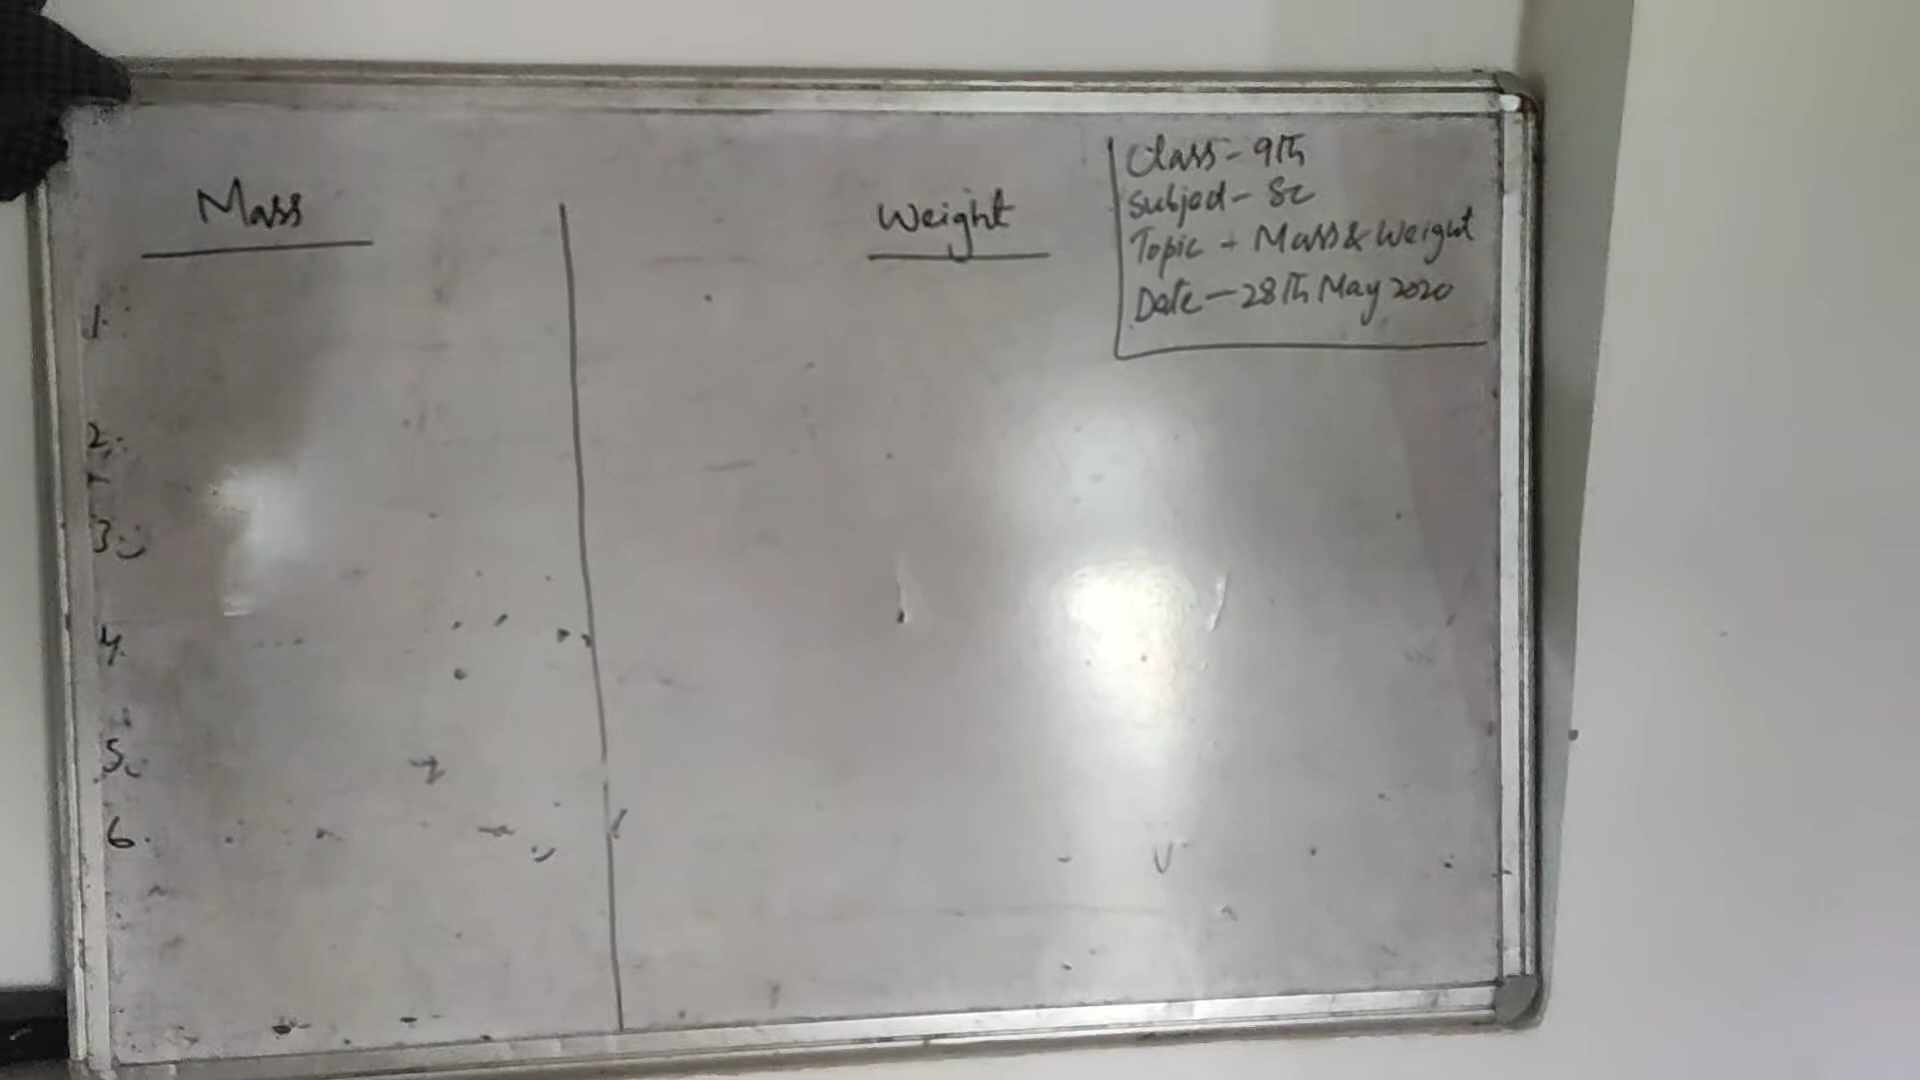 Mass
Weight
Class - 9th
Subject - Sc
Topic - Mass & Weight
Date - 28th May 2020
1.
2.
3.
4.
5.
6.